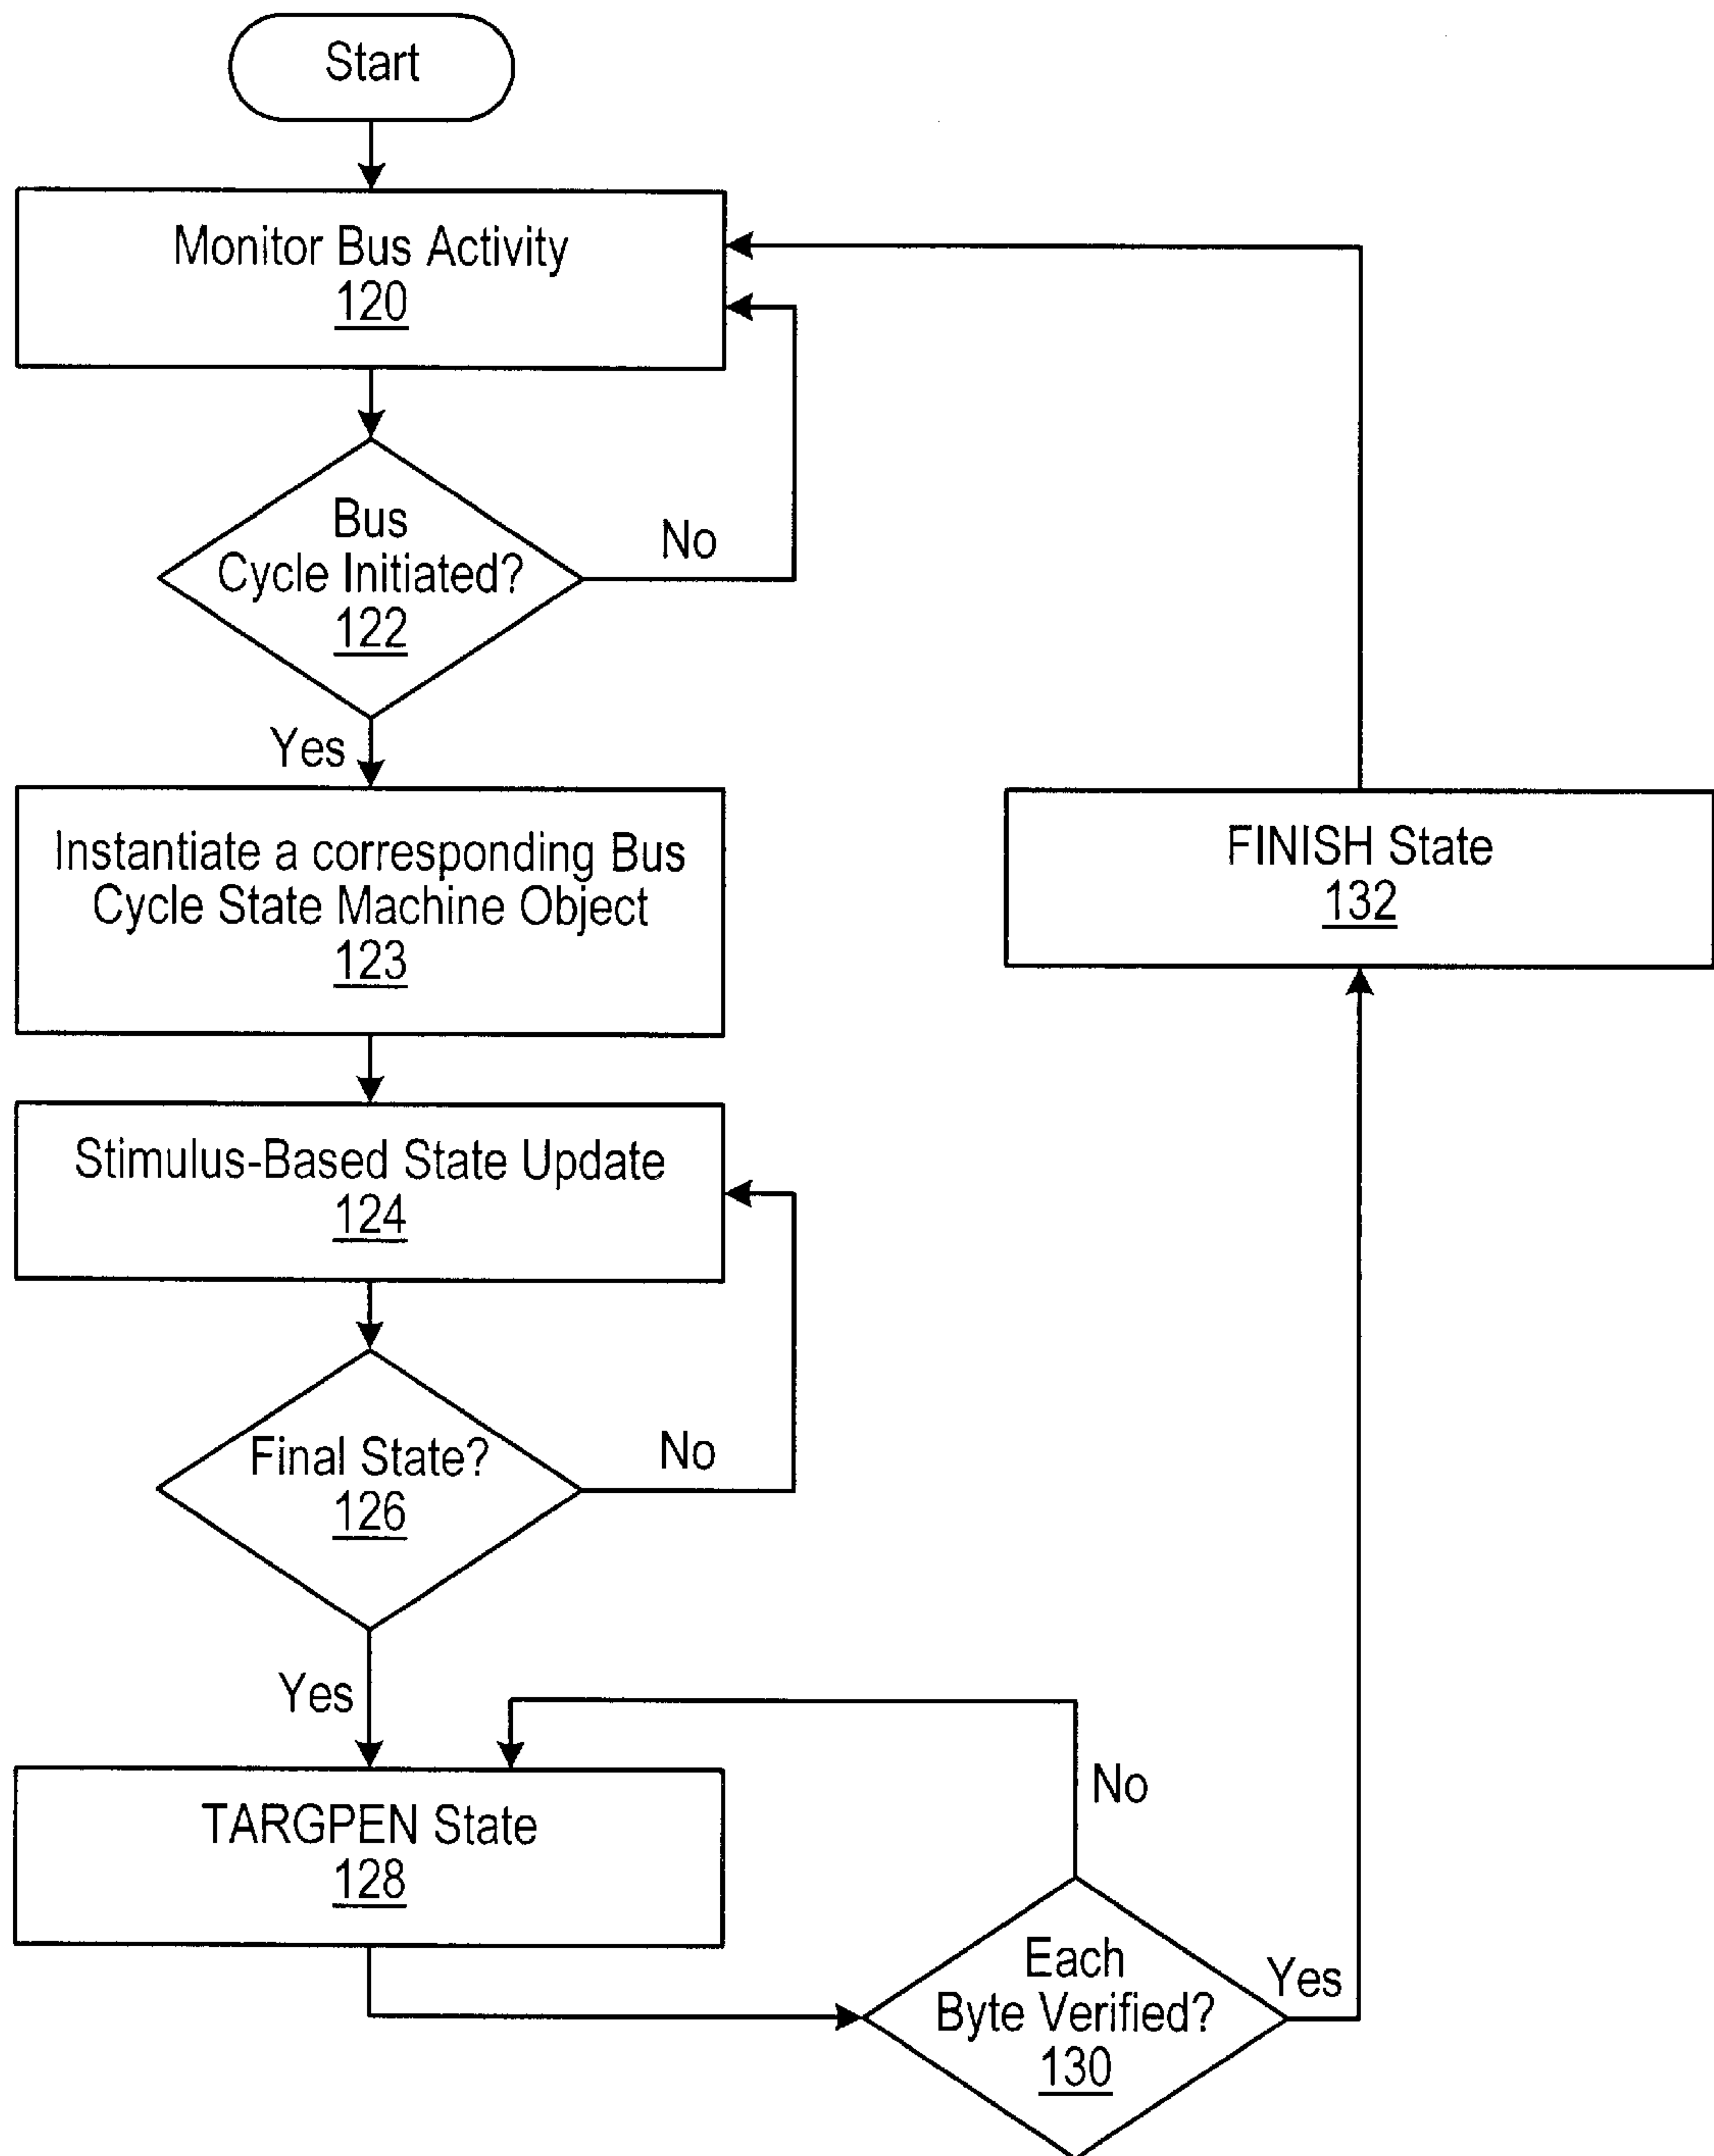 Start
Monitor Bus Activity
120
Bus
Cycle Initiated?
122
No
Yes
Instantiate a corresponding Bus
Cycle State Machine Object
123
FINISH State
132
Stimulus-Based State Update
124
Final State?
126
No
Yes
TARGPEN State
128
No
Each
Byte Verified?
130
Yes